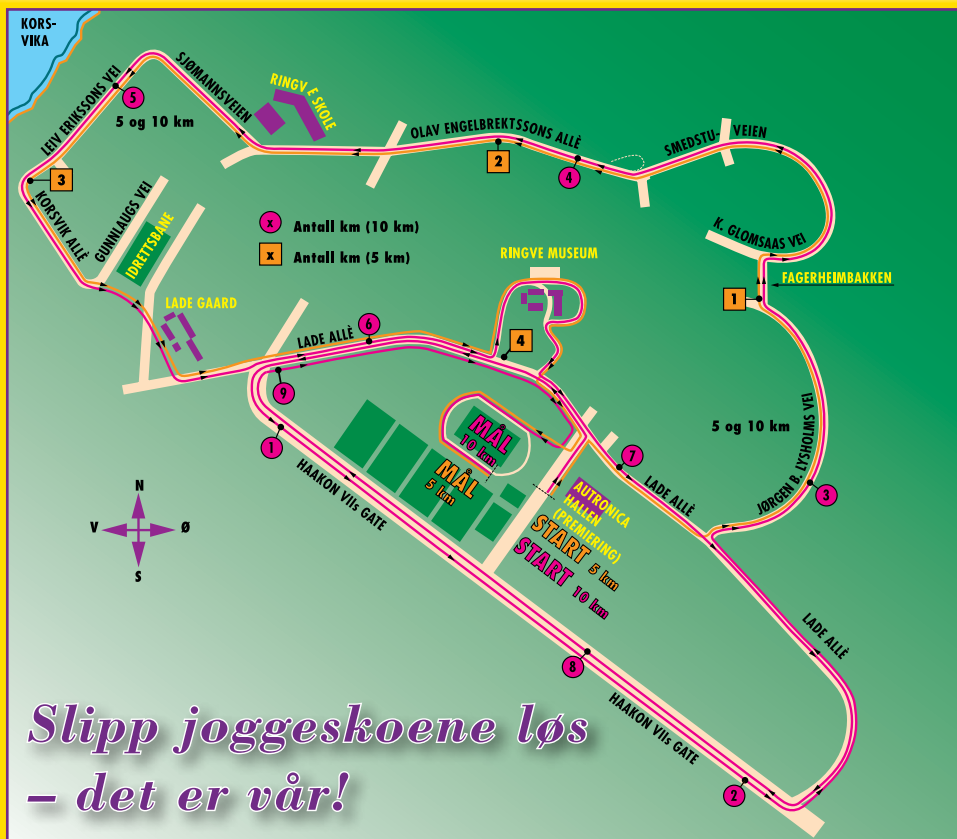 KORS-
VIKA
LEIV ERIKSSONS VEI
5
5 og 10 km
SJØMANNSVEIEN
RINGV E SKOLE
OLAV ENGELBREKTSSONS ALLÈ
2
4
SMEDSTU-
VEIEN
3
KORSVIK ALLÈ
GUNNLAUGS VEI
IDRETTSBANE
x Antall km (10 km)
x Antall km (5 km)
K. GLOMSAAS VEI
FAGERHEIMBAKKEN
1
RINGVE MUSEUM
LADE GAARD
LADE ALLÈ
6
4
9
1
MÅL
10 km
MÅL
5 km
5 og 10 km
JØRGEN B. LYSHOLMS VEI
7
3
LADE ALLÈ
HAAKON VIIs GATE
AUTRONICA
HALLEN
(PREMIERING)
START 5 km
START 10 km
N
V Ø
S
LADE ALLÈ
8
HAAKON VIIs GATE
2
Slipp joggeskoene løs
– det er vår!